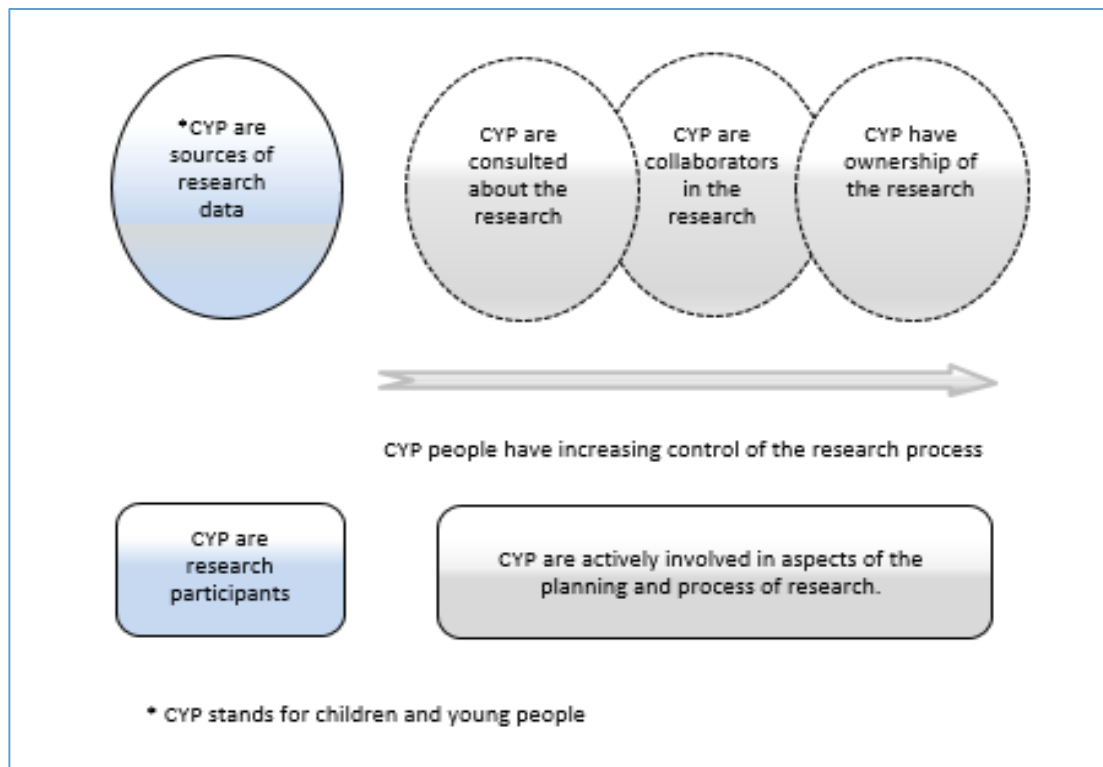 *CYP are
sources of
research
data
CYP are
consulted
about the
research
CYP are
collaborators
in the
research
CYP have
ownership of
the research
CYP people have increasing control of the research process
CYP are
research
participants
CYP are actively involved in aspects of the
planning and process of research.
* CYP stands for children and young people